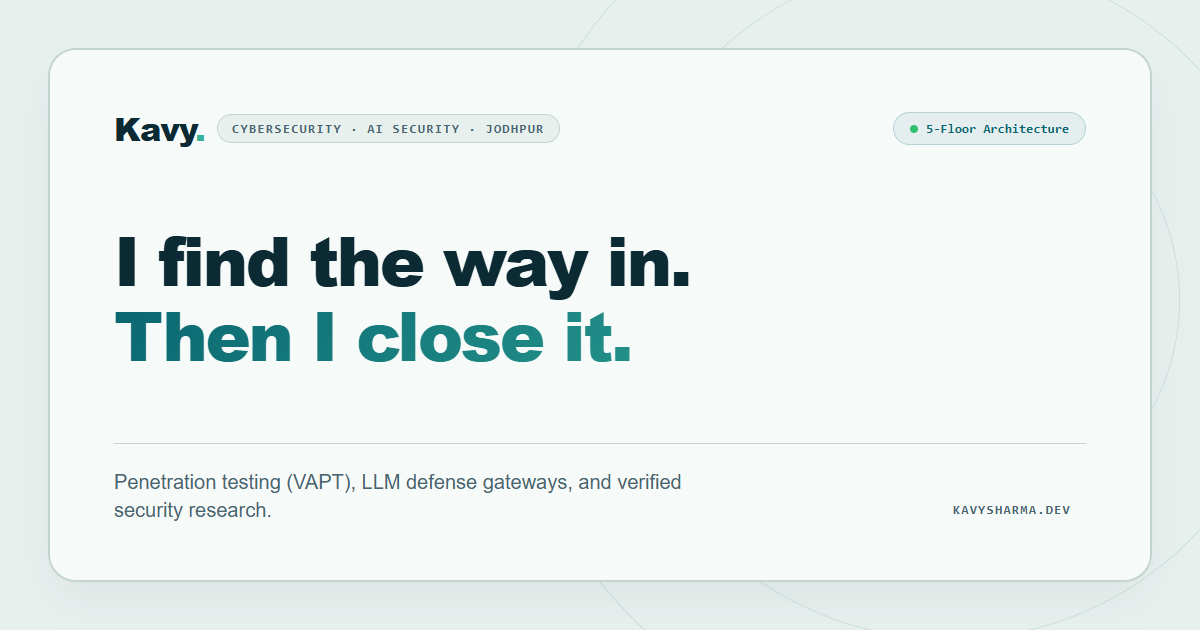 Kavy.
CYBERSECURITY · AI SECURITY · JODHPUR
5-Floor Architecture
I find the way in.
Then I close it.
Penetration testing (VAPT), LLM defense gateways, and verified
security research.
KAVYSHARMA.DEV